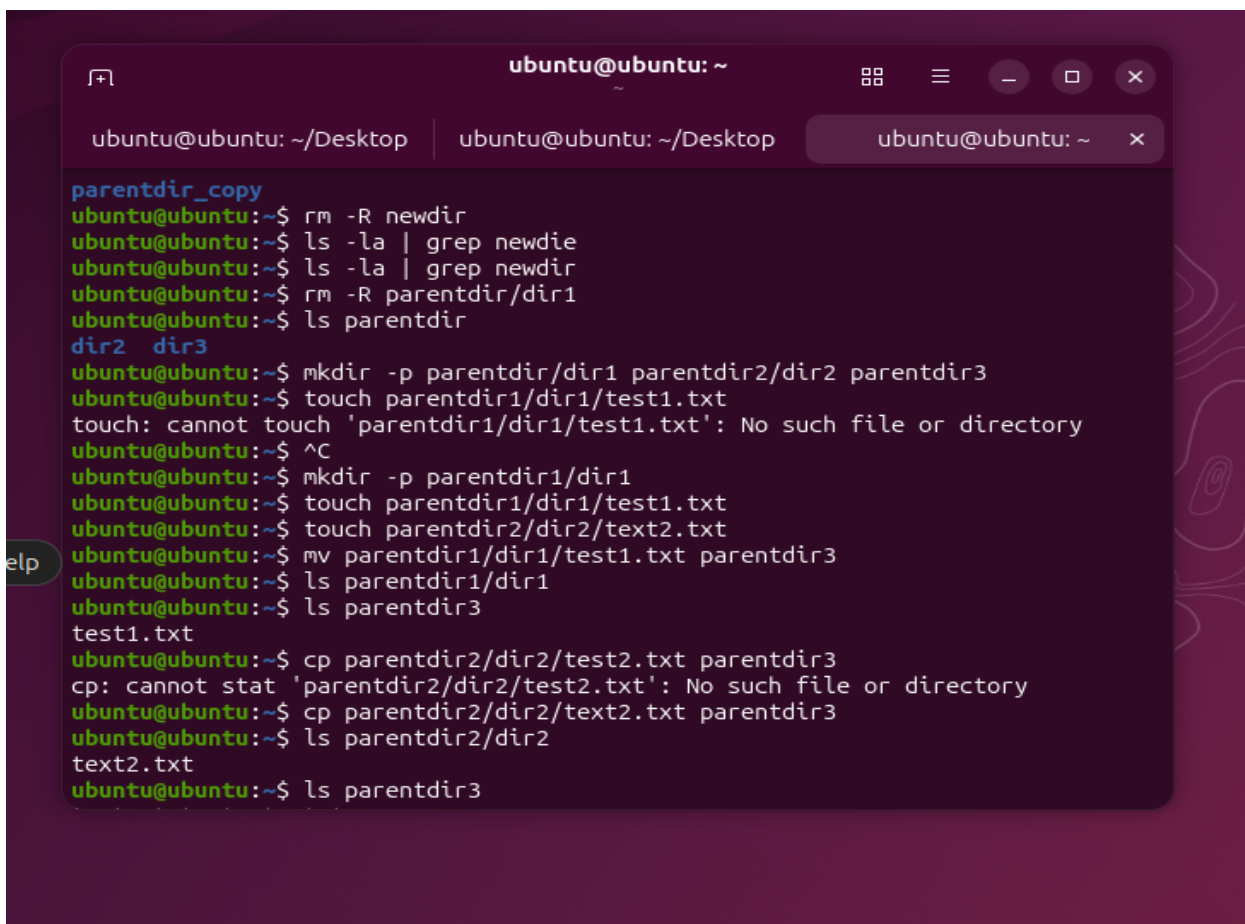 ubuntu@ubuntu: ~
~
ubuntu@ubuntu: ~/Desktop ubuntu@ubuntu: ~/Desktop ubuntu@ubuntu: ~
parentdir_copy
ubuntu@ubuntu:~$ rm -R newdir
ubuntu@ubuntu:~$ ls -la | grep newdie
ubuntu@ubuntu:~$ ls -la | grep newdir
ubuntu@ubuntu:~$ rm -R parentdir/dir1
ubuntu@ubuntu:~$ ls parentdir
dir2  dir3
ubuntu@ubuntu:~$ mkdir -p parentdir/dir1 parentdir2/dir2 parentdir3
ubuntu@ubuntu:~$ touch parentdir1/dir1/test1.txt
touch: cannot touch 'parentdir1/dir1/test1.txt': No such file or directory
ubuntu@ubuntu:~$ ^C
ubuntu@ubuntu:~$ mkdir -p parentdir1/dir1
ubuntu@ubuntu:~$ touch parentdir1/dir1/test1.txt
ubuntu@ubuntu:~$ touch parentdir2/dir2/text2.txt
ubuntu@ubuntu:~$ mv parentdir1/dir1/test1.txt parentdir3
elp
ubuntu@ubuntu:~$ ls parentdir1/dir1
ubuntu@ubuntu:~$ ls parentdir3
test1.txt
ubuntu@ubuntu:~$ cp parentdir2/dir2/test2.txt parentdir3
cp: cannot stat 'parentdir2/dir2/test2.txt': No such file or directory
ubuntu@ubuntu:~$ cp parentdir2/dir2/text2.txt parentdir3
ubuntu@ubuntu:~$ ls parentdir2/dir2
text2.txt
ubuntu@ubuntu:~$ ls parentdir3